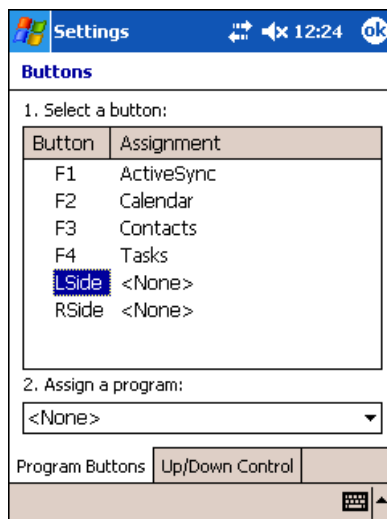 Settings 12:24 ok
Buttons
1. Select a button:
Button Assignment
F1 ActiveSync
F2 Calendar
F3 Contacts
F4 Tasks
LSide <None>
RSide <None>
2. Assign a program:
<None>
Program Buttons Up/Down Control